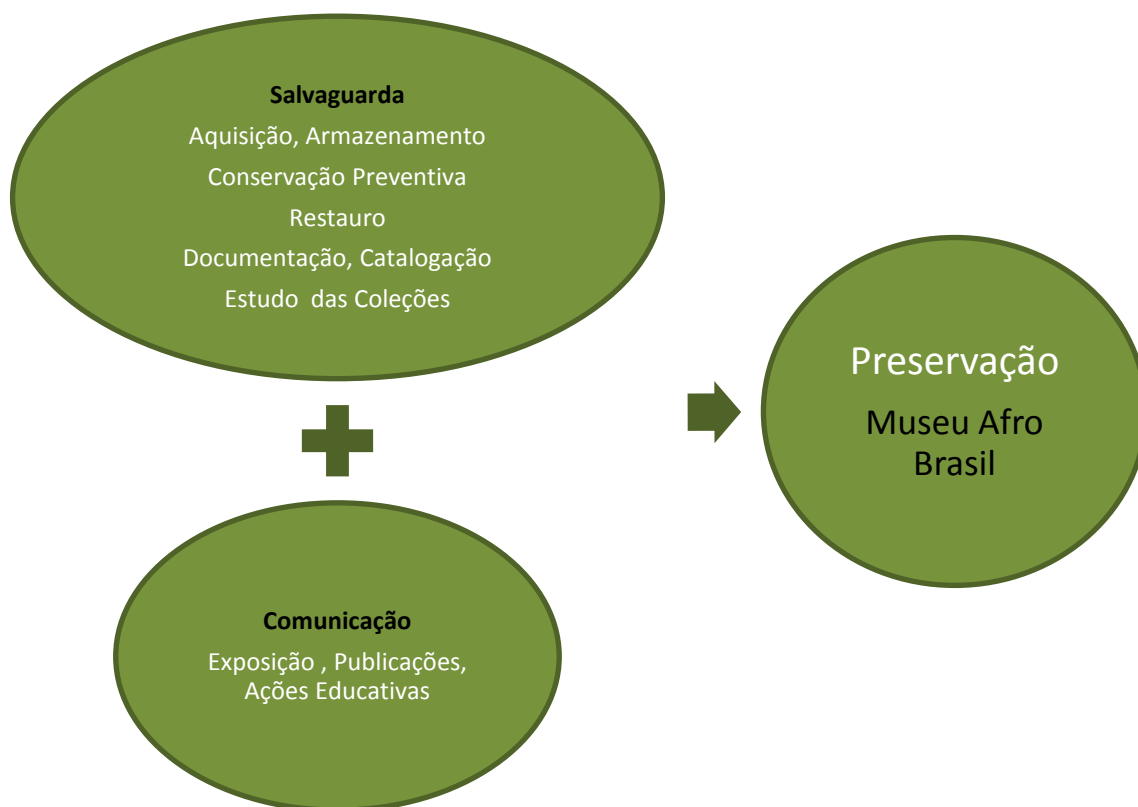 Salvaguarda
Aquisição, Armazenamento
Conservação Preventiva
Restauro
Documentação, Catalogação
Estudo das Coleções
Comunicação
Exposição , Publicações,
Ações Educativas
Preservação
Museu Afro
Brasil